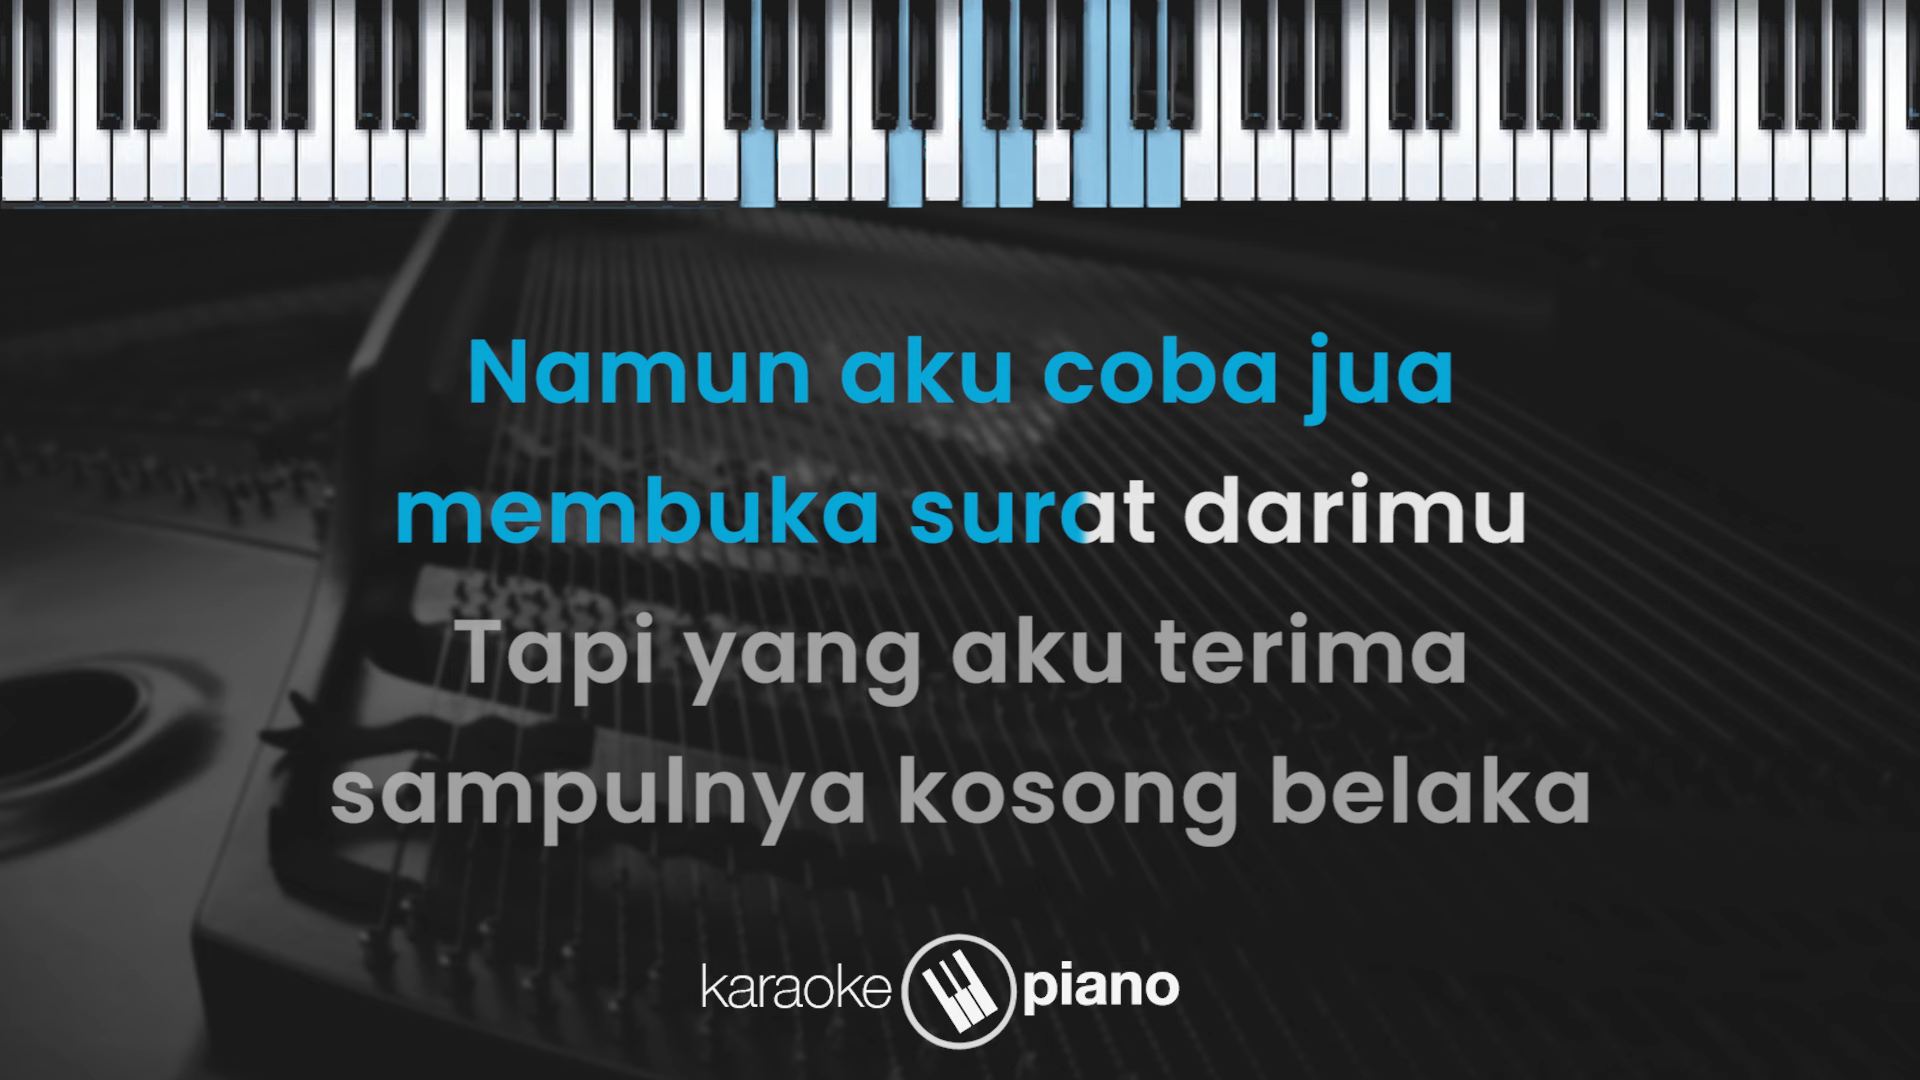 Namun aku coba jua
membuka surat darimu
Tapi yang aku terima
sampulnya kosong belaka
karaoke piano